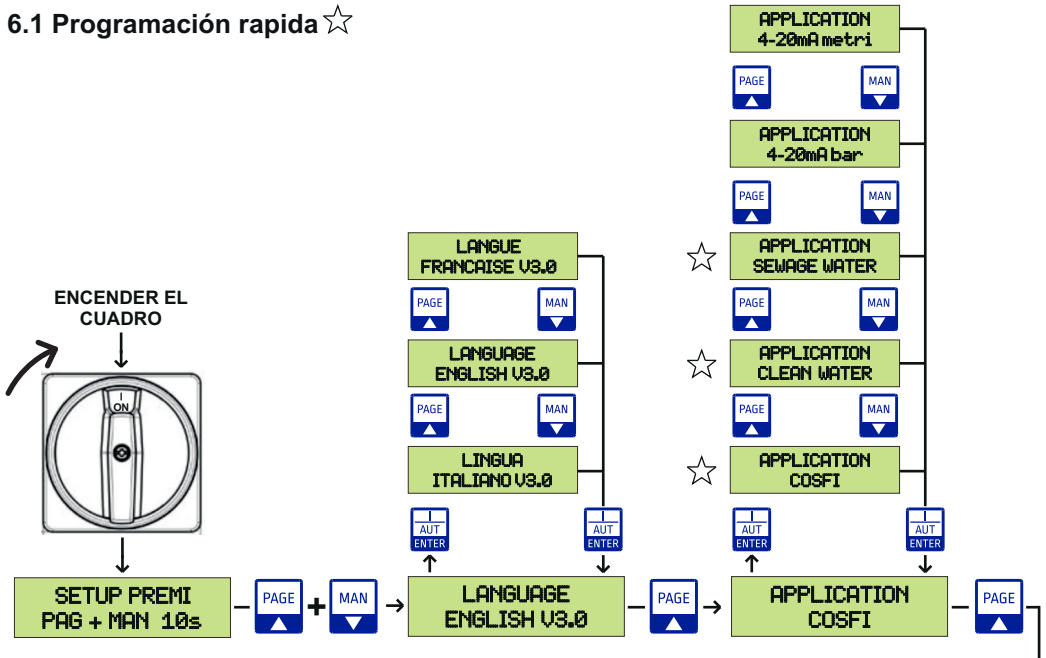 6.1 Programación rapida
APPLICATION
4-20mA metri
PAGE
MAN
APPLICATION
4-20mA bar
PAGE
MAN
APPLICATION
SEWAGE WATER
PAGE
MAN
APPLICATION
CLEAN WATER
PAGE
MAN
APPLICATION
COSFI
I
AUT
ENTER
I
AUT
ENTER
LANGUE
FRANCAISE V3.0
PAGE
MAN
LANGUAGE
ENGLISH V3.0
PAGE
MAN
LINGUA
ITALIANO V3.0
I
AUT
ENTER
I
AUT
ENTER
ENCENDER EL
CUADRO
I
ON
SETUP PREMI
PAG + MAN 10s
PAGE
+
MAN
LANGUAGE
ENGLISH V3.0
PAGE
APPLICATION
COSFI
PAGE